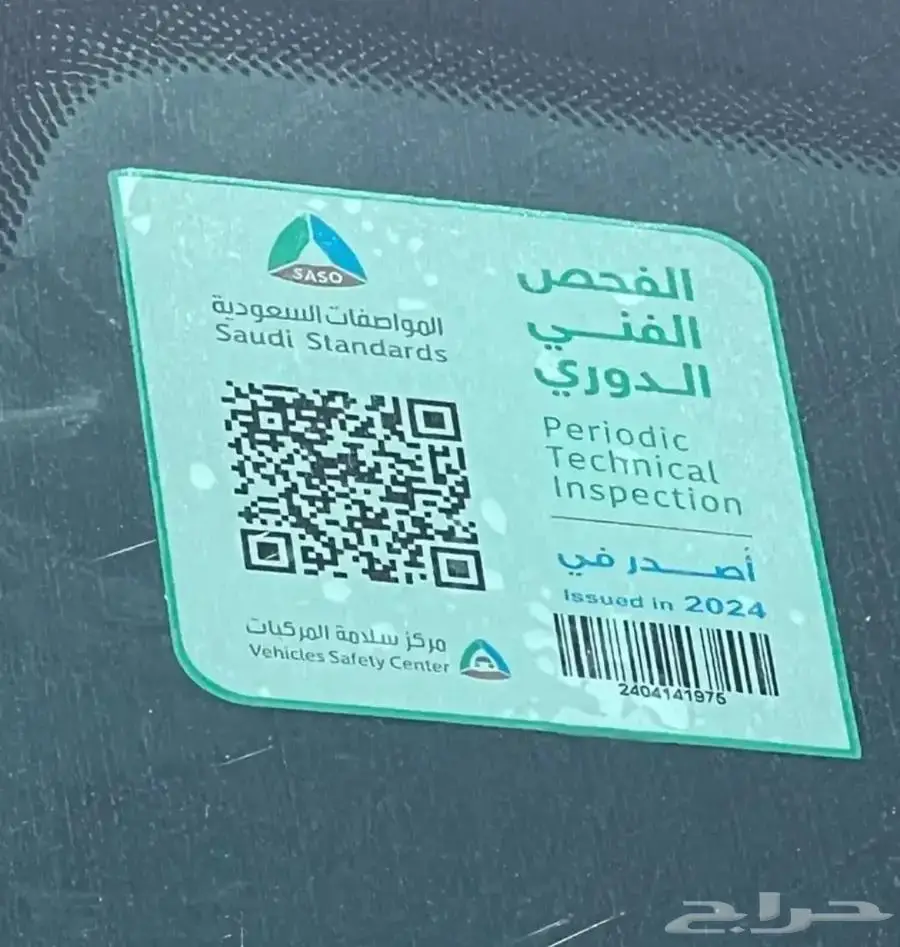 SASO
المواصفات السعودية
Saudi Standards
الفحص
الفني
الدوري
Periodic
Technical
Inspection
أصدر في
Issued in 2024
2404141976
مركز سلامة المركبات
Vehicles Safety Center
حراج